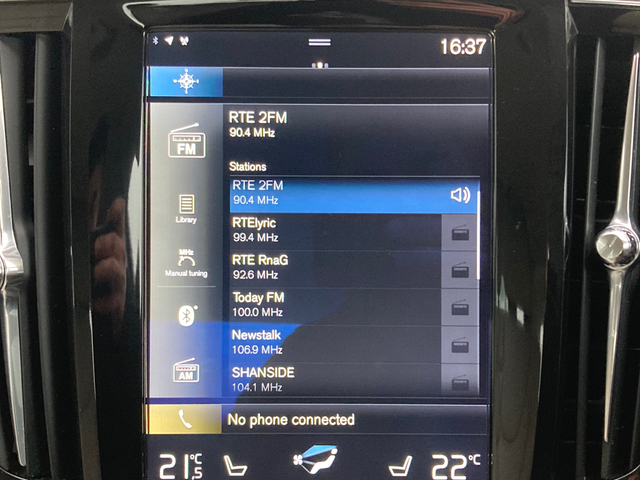 16:37
RTE 2FM
90.4 MHz
FM
Stations
RTE 2FM
90.4 MHz
Library
RTElyric
99.4 MHz
MHz
Manual tuning
RTE RnaG
92.6 MHz
Today FM
100.0 MHz
Newstalk
106.9 MHz
AM
SHANSIDE
104.1 MHz
No phone connected
21,5°C
22°C